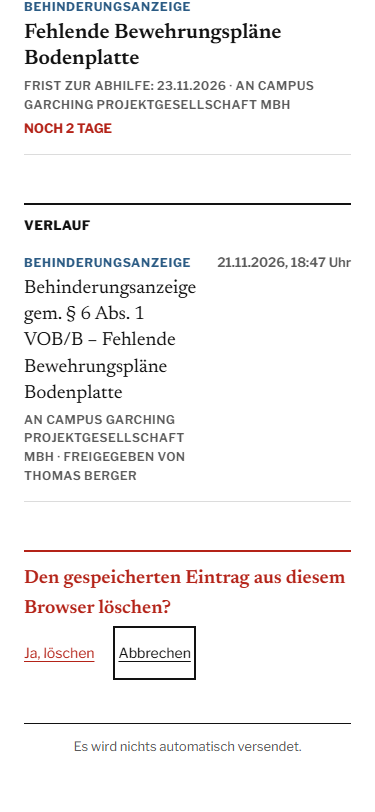 BEHINDERUNGSANZEIGE
Fehlende Bewehrungspläne
Bodenplatte
FRIST ZUR ABHILFE: 23.11.2026 · AN CAMPUS
GARCHING PROJEKTGESELLSCHAFT MBH
NOCH 2 TAGE
VERLAUF
BEHINDERUNGSANZEIGE 21.11.2026, 18:47 Uhr
Behinderungsanzeige
gem. § 6 Abs. 1
VOB/B – Fehlende
Bewehrungspläne
Bodenplatte
AN CAMPUS GARCHING
PROJEKTGESELLSCHAFT
MBH · FREIGEGEBEN VON
THOMAS BERGER
Den gespeicherten Eintrag aus diesem
Browser löschen?
Ja, löschen Abbrechen
Es wird nichts automatisch versendet.